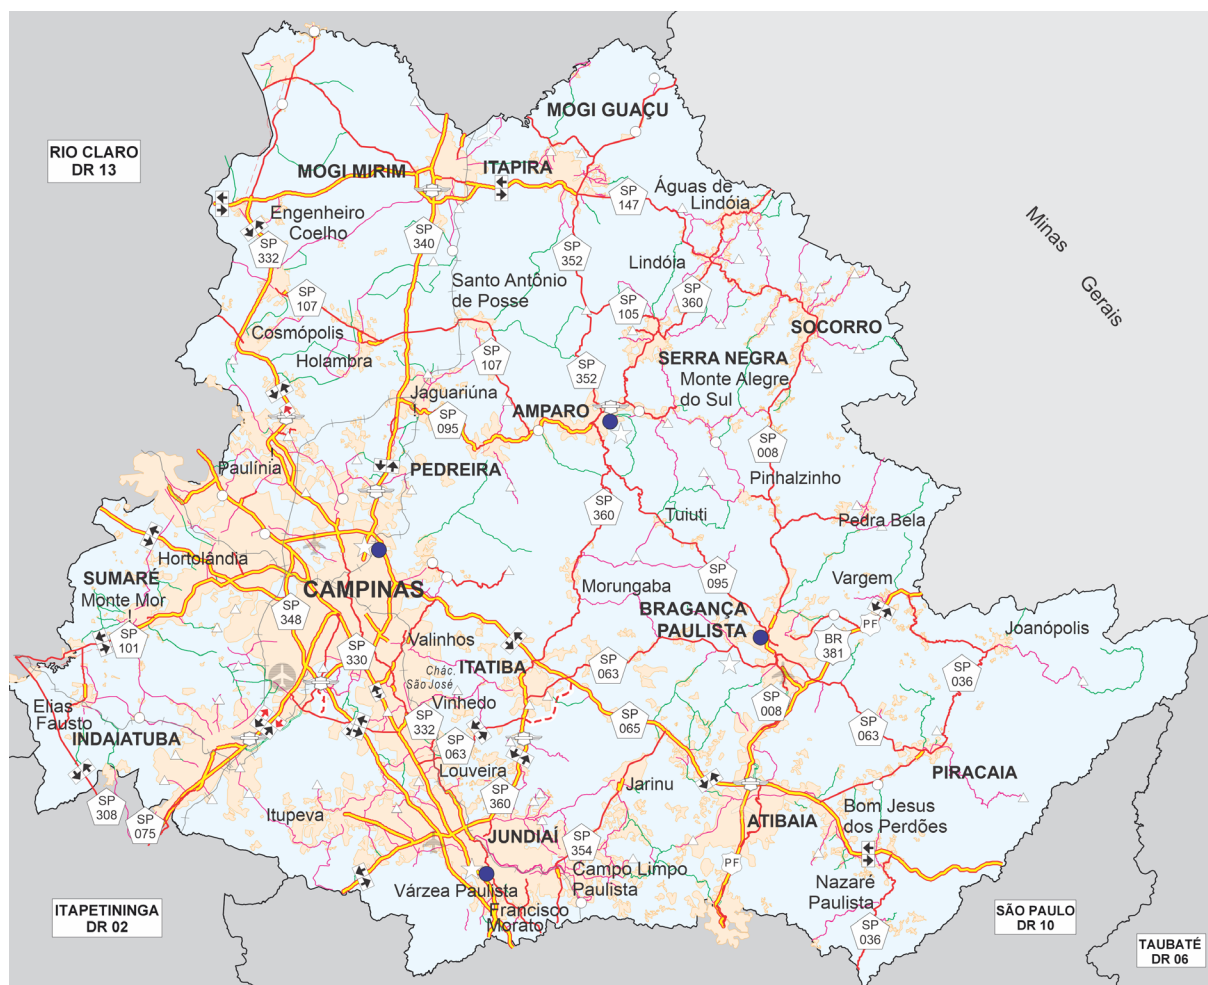 MOGI GUAÇU
RIO CLARO
DR 13
MOGI MIRIM
ITAPIRA
SP
147
Águas de
Lindóia
Minas
Gerais
Engenheiro
Coelho
SP
332
SP
340
SP
352
Lindóia
Santo Antônio
de Posse
SP
107
SP
105
SP
360
SOCORRO
Cosmópolis
Holambra
SP
107
SP
352
SERRA NEGRA
Monte Alegre
do Sul
Jaguariúna
SP
095
AMPARO
SP
008
Paulínia
PEDREIRA
Pinhalzinho
SP
360
Tuiuti
Pedra Bela
Hortolândia
SUMARÉ
Monte Mor
CAMPINAS
SP
348
Morungaba
SP
095
Vargem
BRAGANÇA
PAULISTA
PF
Joanópolis
SP
101
SP
330
Valinhos
ITATIBA
SP
063
BR
381
Chác.
São José
SP
036
Elias
Fausto
INDAIATUBA
Vinhedo
SP
332
SP
063
SP
065
SP
008
SP
063
Louveira
PIRACAIA
SP
308
SP
075
Itupeva
SP
360
Jarinu
JUNDIAÍ
SP
354
ATIBAIA
Bom Jesus
dos Perdões
PF
Várzea Paulista
Campo Limpo
Paulista
Nazaré
Paulista
Francisco
Morato
SP
036
ITAPETININGA
DR 02
SÃO PAULO
DR 10
TAUBATÉ
DR 06